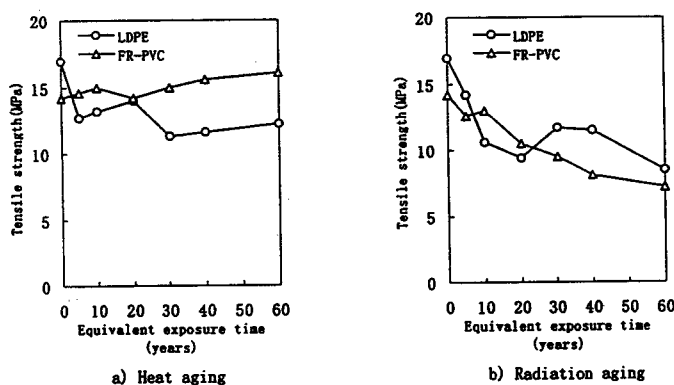 20
15
10
5
0
Tensile strength(MPa)
LDPE
FR-PVC
0 10 20 30 40 50 60
Equivalent exposure time
(years)
a) Heat aging
20
15
10
5
0
Tensile strength(MPa)
LDPE
FR-PVC
0 10 20 30 40 50 60
Equivalent exposure time
(years)
b) Radiation aging